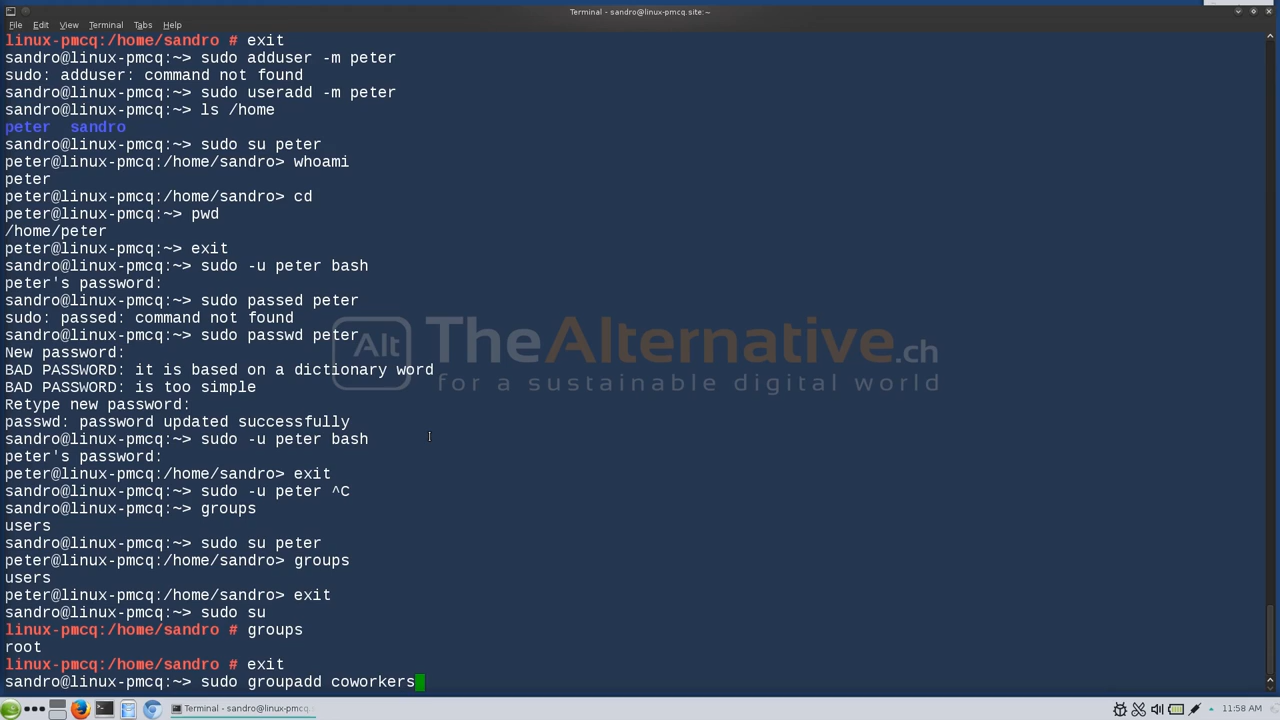 Terminal - sandro@linux-pmcq.site:~
File Edit View Terminal Tabs Help
linux-pmcq:/home/sandro # exit
sandro@linux-pmcq:~> sudo adduser -m peter
sudo: adduser: command not found
sandro@linux-pmcq:~> sudo useradd -m peter
sandro@linux-pmcq:~> ls /home
peter  sandro
sandro@linux-pmcq:~> sudo su peter
peter@linux-pmcq:/home/sandro> whoami
peter
peter@linux-pmcq:/home/sandro> cd
peter@linux-pmcq:~> pwd
/home/peter
peter@linux-pmcq:~> exit
sandro@linux-pmcq:~> sudo -u peter bash
peter's password:
sandro@linux-pmcq:~> sudo passed peter
sudo: passed: command not found
sandro@linux-pmcq:~> sudo passwd peter
New password:
BAD PASSWORD: it is based on a dictionary word
BAD PASSWORD: is too simple
Retype new password:
passwd: password updated successfully
sandro@linux-pmcq:~> sudo -u peter bash
peter's password:
peter@linux-pmcq:/home/sandro> exit
sandro@linux-pmcq:~> sudo -u peter ^C
sandro@linux-pmcq:~> groups
users
sandro@linux-pmcq:~> sudo su peter
peter@linux-pmcq:/home/sandro> groups
users
peter@linux-pmcq:/home/sandro> exit
sandro@linux-pmcq:~> sudo su
linux-pmcq:/home/sandro # groups
root
linux-pmcq:/home/sandro # exit
sandro@linux-pmcq:~> sudo groupadd coworkers
Alt TheAlternative.ch
for a sustainable digital world
Terminal - sandro@linux-pmcq:
11:58 AM